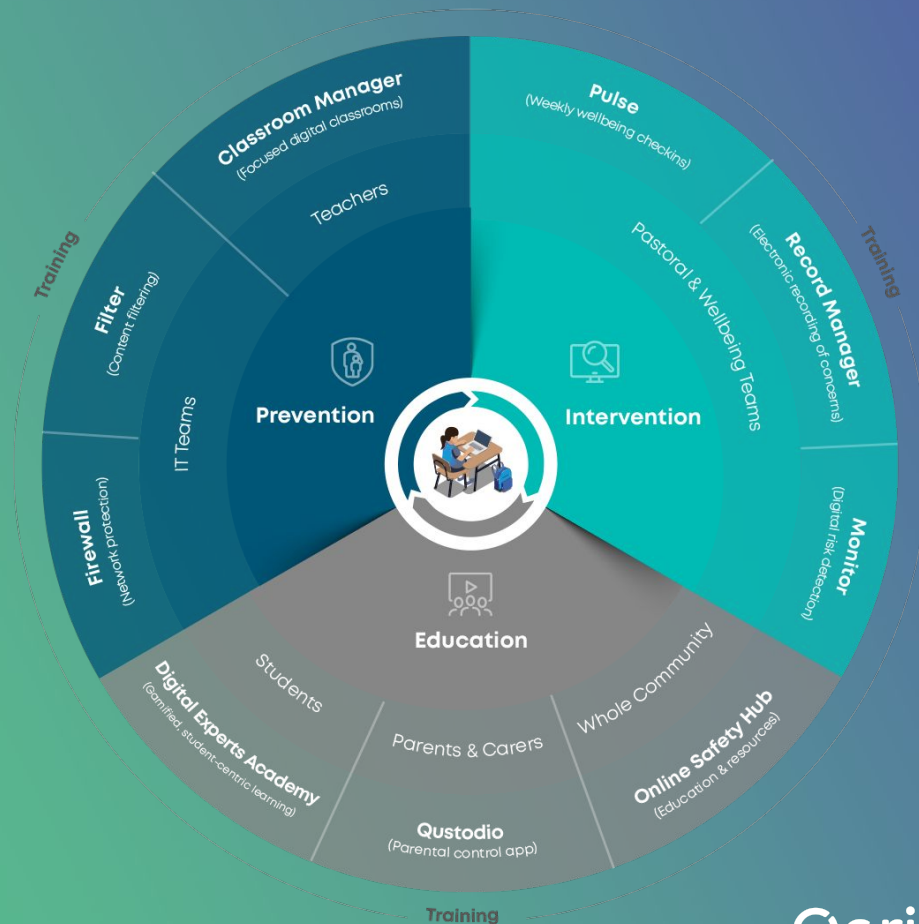 Classroom Manager
(Focused digital classrooms)
Teachers
Pulse
(Weekly wellbeing checkins)
Training
Filter
(Content filtering)
Pastoral & Wellbeing Teams
Record Manager
(Electronic recording of concerns)
Training
Prevention
Intervention
IT Teams
Firewall
(Network protection)
Monitor
(Digital risk detection)
Education
Students
Digital Experts Academy
(Gamified, student-centric learning)
Parents & Carers
Qustodio
(Parental control app)
Whole Community
Online Safety Hub
(Education & resources)
Training